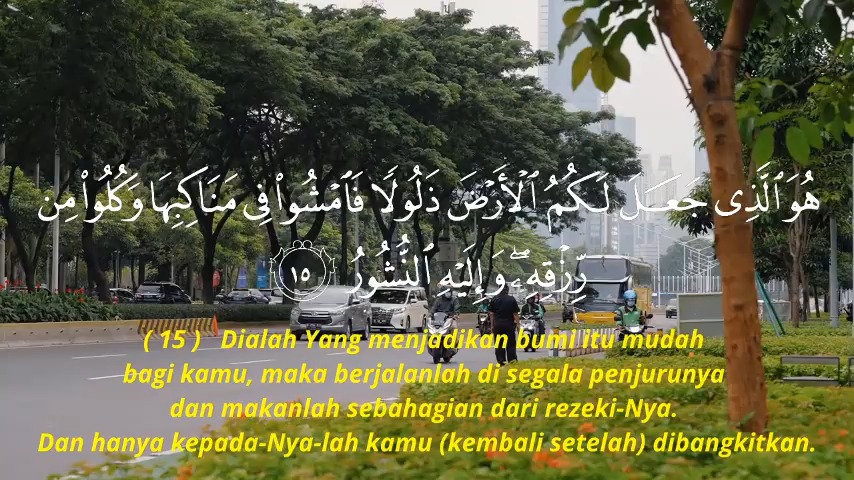 هُوَ ٱلَّذِى جَعَلَ لَكُمُ ٱلْأَرْضَ ذَلُولًا فَٱمْشُوا۟ فِى مَنَاكِبِهَا وَكُلُوا۟ مِن
رِّزْقِهِۦ ۖ وَإِلَيْهِ ٱلنُّشُورُ ١٥
( 15 ) Dialah Yang menjadikan bumi itu mudah
bagi kamu, maka berjalanlah di segala penjurunya
dan makanlah sebahagian dari rezeki-Nya.
Dan hanya kepada-Nya-lah kamu (kembali setelah) dibangkitkan.